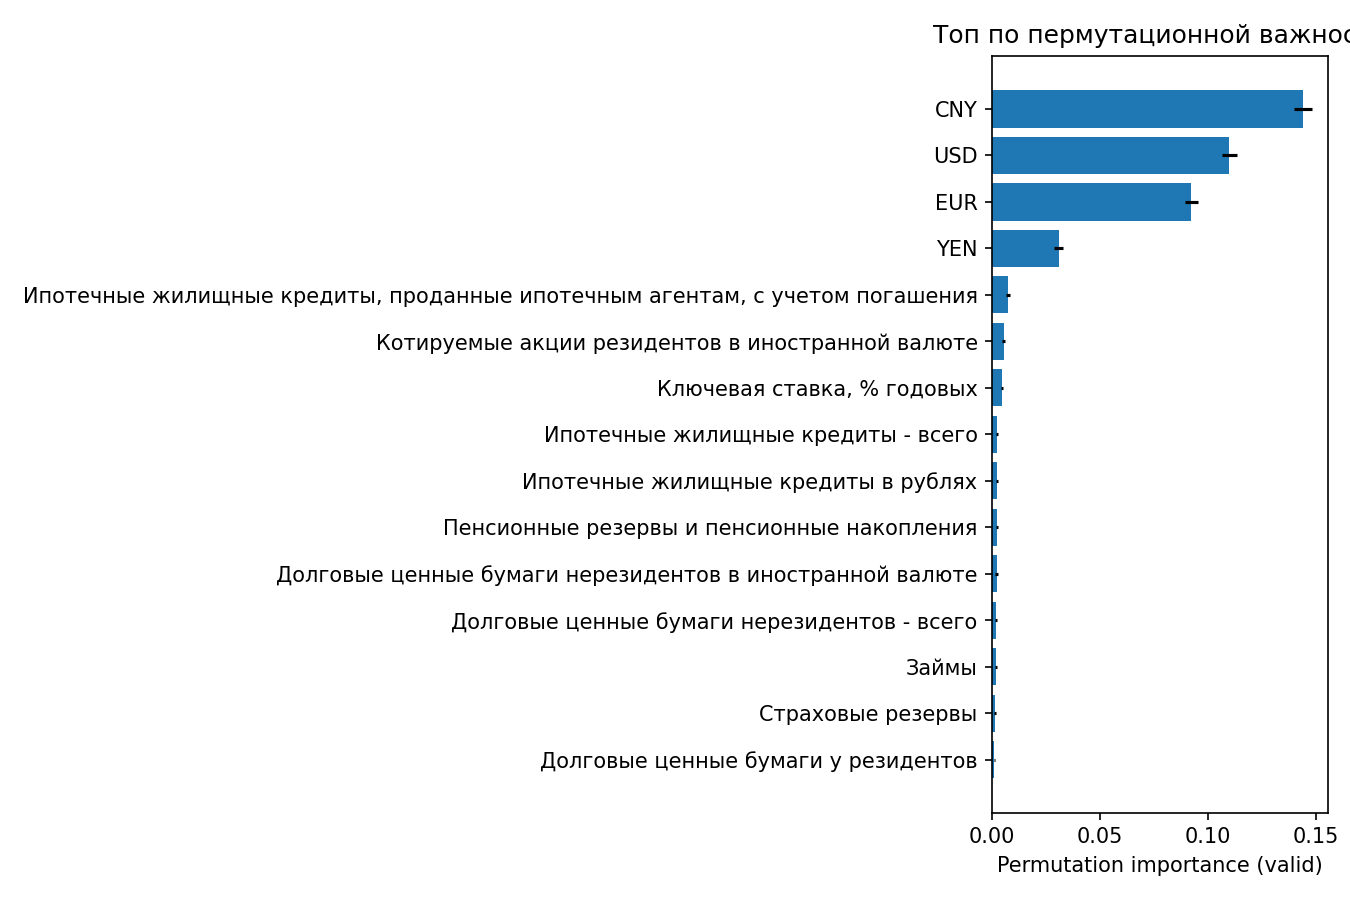 Топ по пермутационной важнос
CNY
USD
EUR
YEN
Ипотечные жилищные кредиты, проданные ипотечным агентам, с учетом погашения
Котируемые акции резидентов в иностранной валюте
Ключевая ставка, % годовых
Ипотечные жилищные кредиты - всего
Ипотечные жилищные кредиты в рублях
Пенсионные резервы и пенсионные накопления
Долговые ценные бумаги нерезидентов в иностранной валюте
Долговые ценные бумаги нерезидентов - всего
Займы
Страховые резервы
Долговые ценные бумаги у резидентов
0.00 0.05 0.10 0.15
Permutation importance (valid)